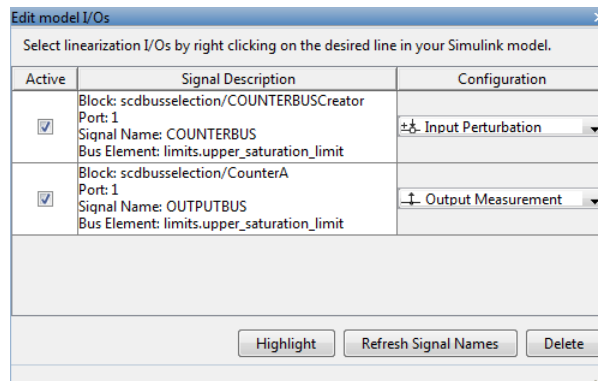 Edit model I/Os
Select linearization I/Os by right clicking on the desired line in your Simulink model.
Active Signal Description Configuration
Block: scdbusselection/COUNTERBUSCreator
Port: 1
Signal Name: COUNTERBUS
Bus Element: limits.upper_saturation_limit
Input Perturbation
Block: scdbusselection/CounterA
Port: 1
Signal Name: OUTPUTBUS
Bus Element: limits.upper_saturation_limit
Output Measurement
Highlight Refresh Signal Names Delete